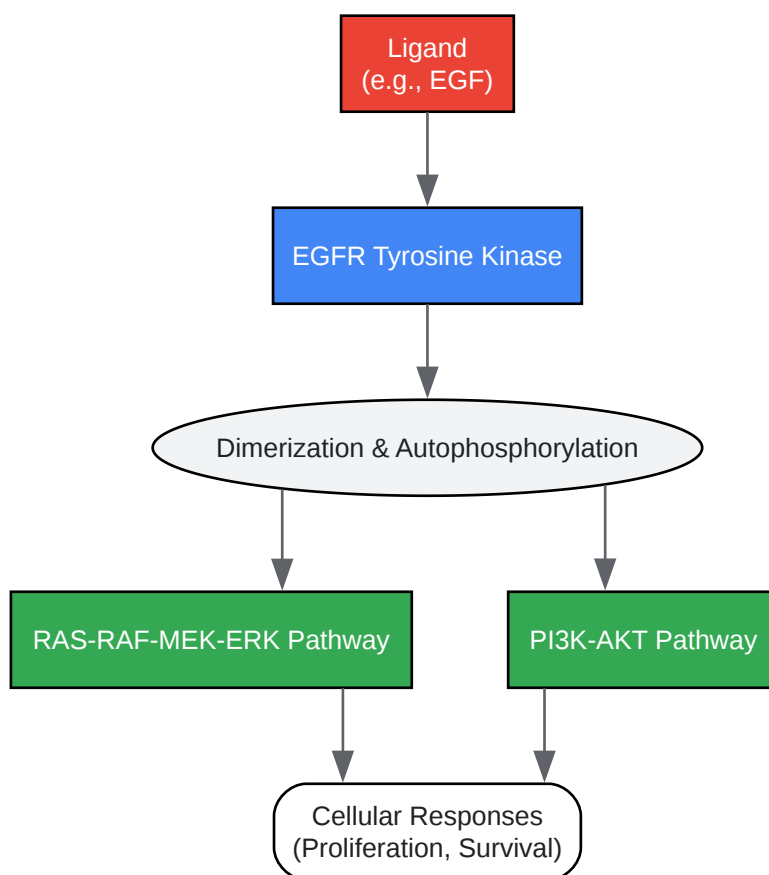 Ligand
(e.g., EGF)
EGFR Tyrosine Kinase
Dimerization & Autophosphorylation
RAS-RAF-MEK-ERK Pathway
PI3K-AKT Pathway
Cellular Responses
(Proliferation, Survival)